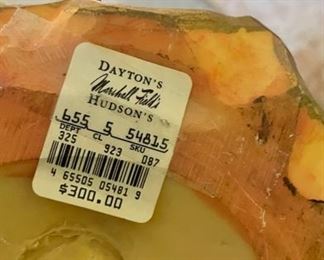 DAYTON'S
Marshall Field's
HUDSON'S
655 5 54815
DEPT CL SKU
325 923 087
4 65505 05481 9
$300.00